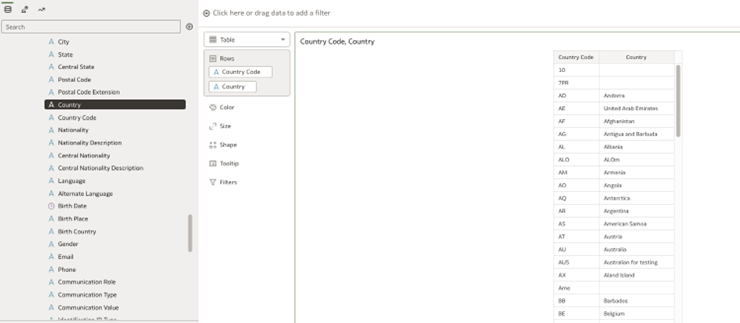 Click here or drag data to add a filter
Search
City
State
Central State
Postal Code
Postal Code Extension
Country
Country Code
Nationality
Nationality Description
Central Nationality
Central Nationality Description
Language
Alternate Language
Birth Date
Birth Place
Birth Country
Gender
Email
Phone
Communication Role
Communication Type
Communication Value
Identification ID Type
Table
Rows
Country Code
Country
Color
Size
Shape
Tooltip
Filters
Country Code, Country
Country Code Country
10
7PR
AD Andorra
AE United Arab Emirates
AF Afghanistan
AG Antigua and Barbuda
AL Albania
ALO ALOm
AM Armenia
AO Angola
AQ Antarctica
AR Argentina
AS American Samoa
AT Austria
AU Australia
AUS Australian for testing
AX Aland Island
Ame
BB Barbados
BE Belgium